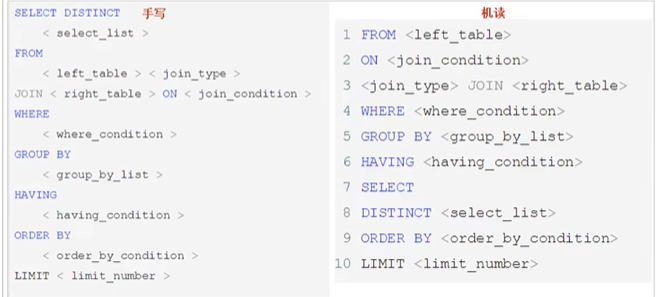 SELECT DISTINCT 手写
< select_list >
FROM
< left_table > < join_type >
JOIN < right_table > ON < join_condition >
WHERE
< where_condition >
GROUP BY
< group_by_list >
HAVING
< having_condition >
ORDER BY
< order_by_condition >
LIMIT < limit_number >
机读
1 FROM <left_table>
2 ON <join_condition>
3 <join_type> JOIN <right_table>
4 WHERE <where_condition>
5 GROUP BY <group_by_list>
6 HAVING <having_condition>
7 SELECT
8 DISTINCT <select_list>
9 ORDER BY <order_by_condition>
10 LIMIT <limit_number>